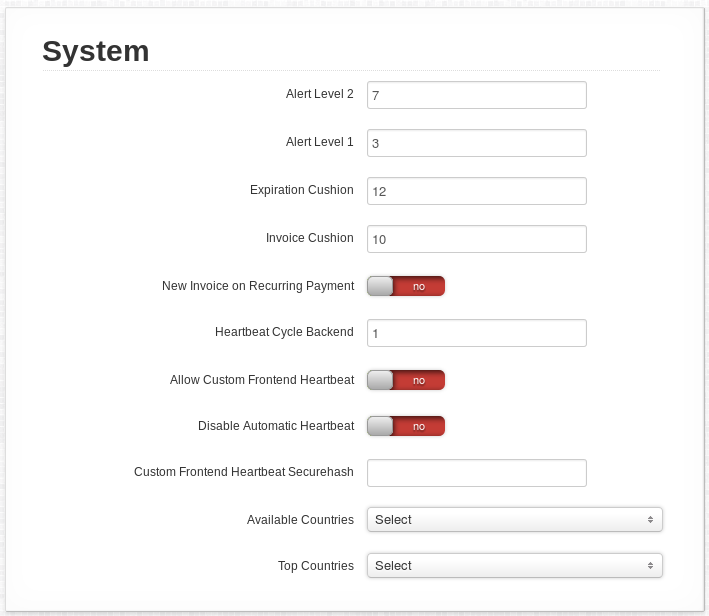 System
Alert Level 2 7
Alert Level 1 3
Expiration Cushion 12
Invoice Cushion 10
New Invoice on Recurring Payment no
Heartbeat Cycle Backend 1
Allow Custom Frontend Heartbeat no
Disable Automatic Heartbeat no
Custom Frontend Heartbeat Securehash
Available Countries Select
Top Countries Select